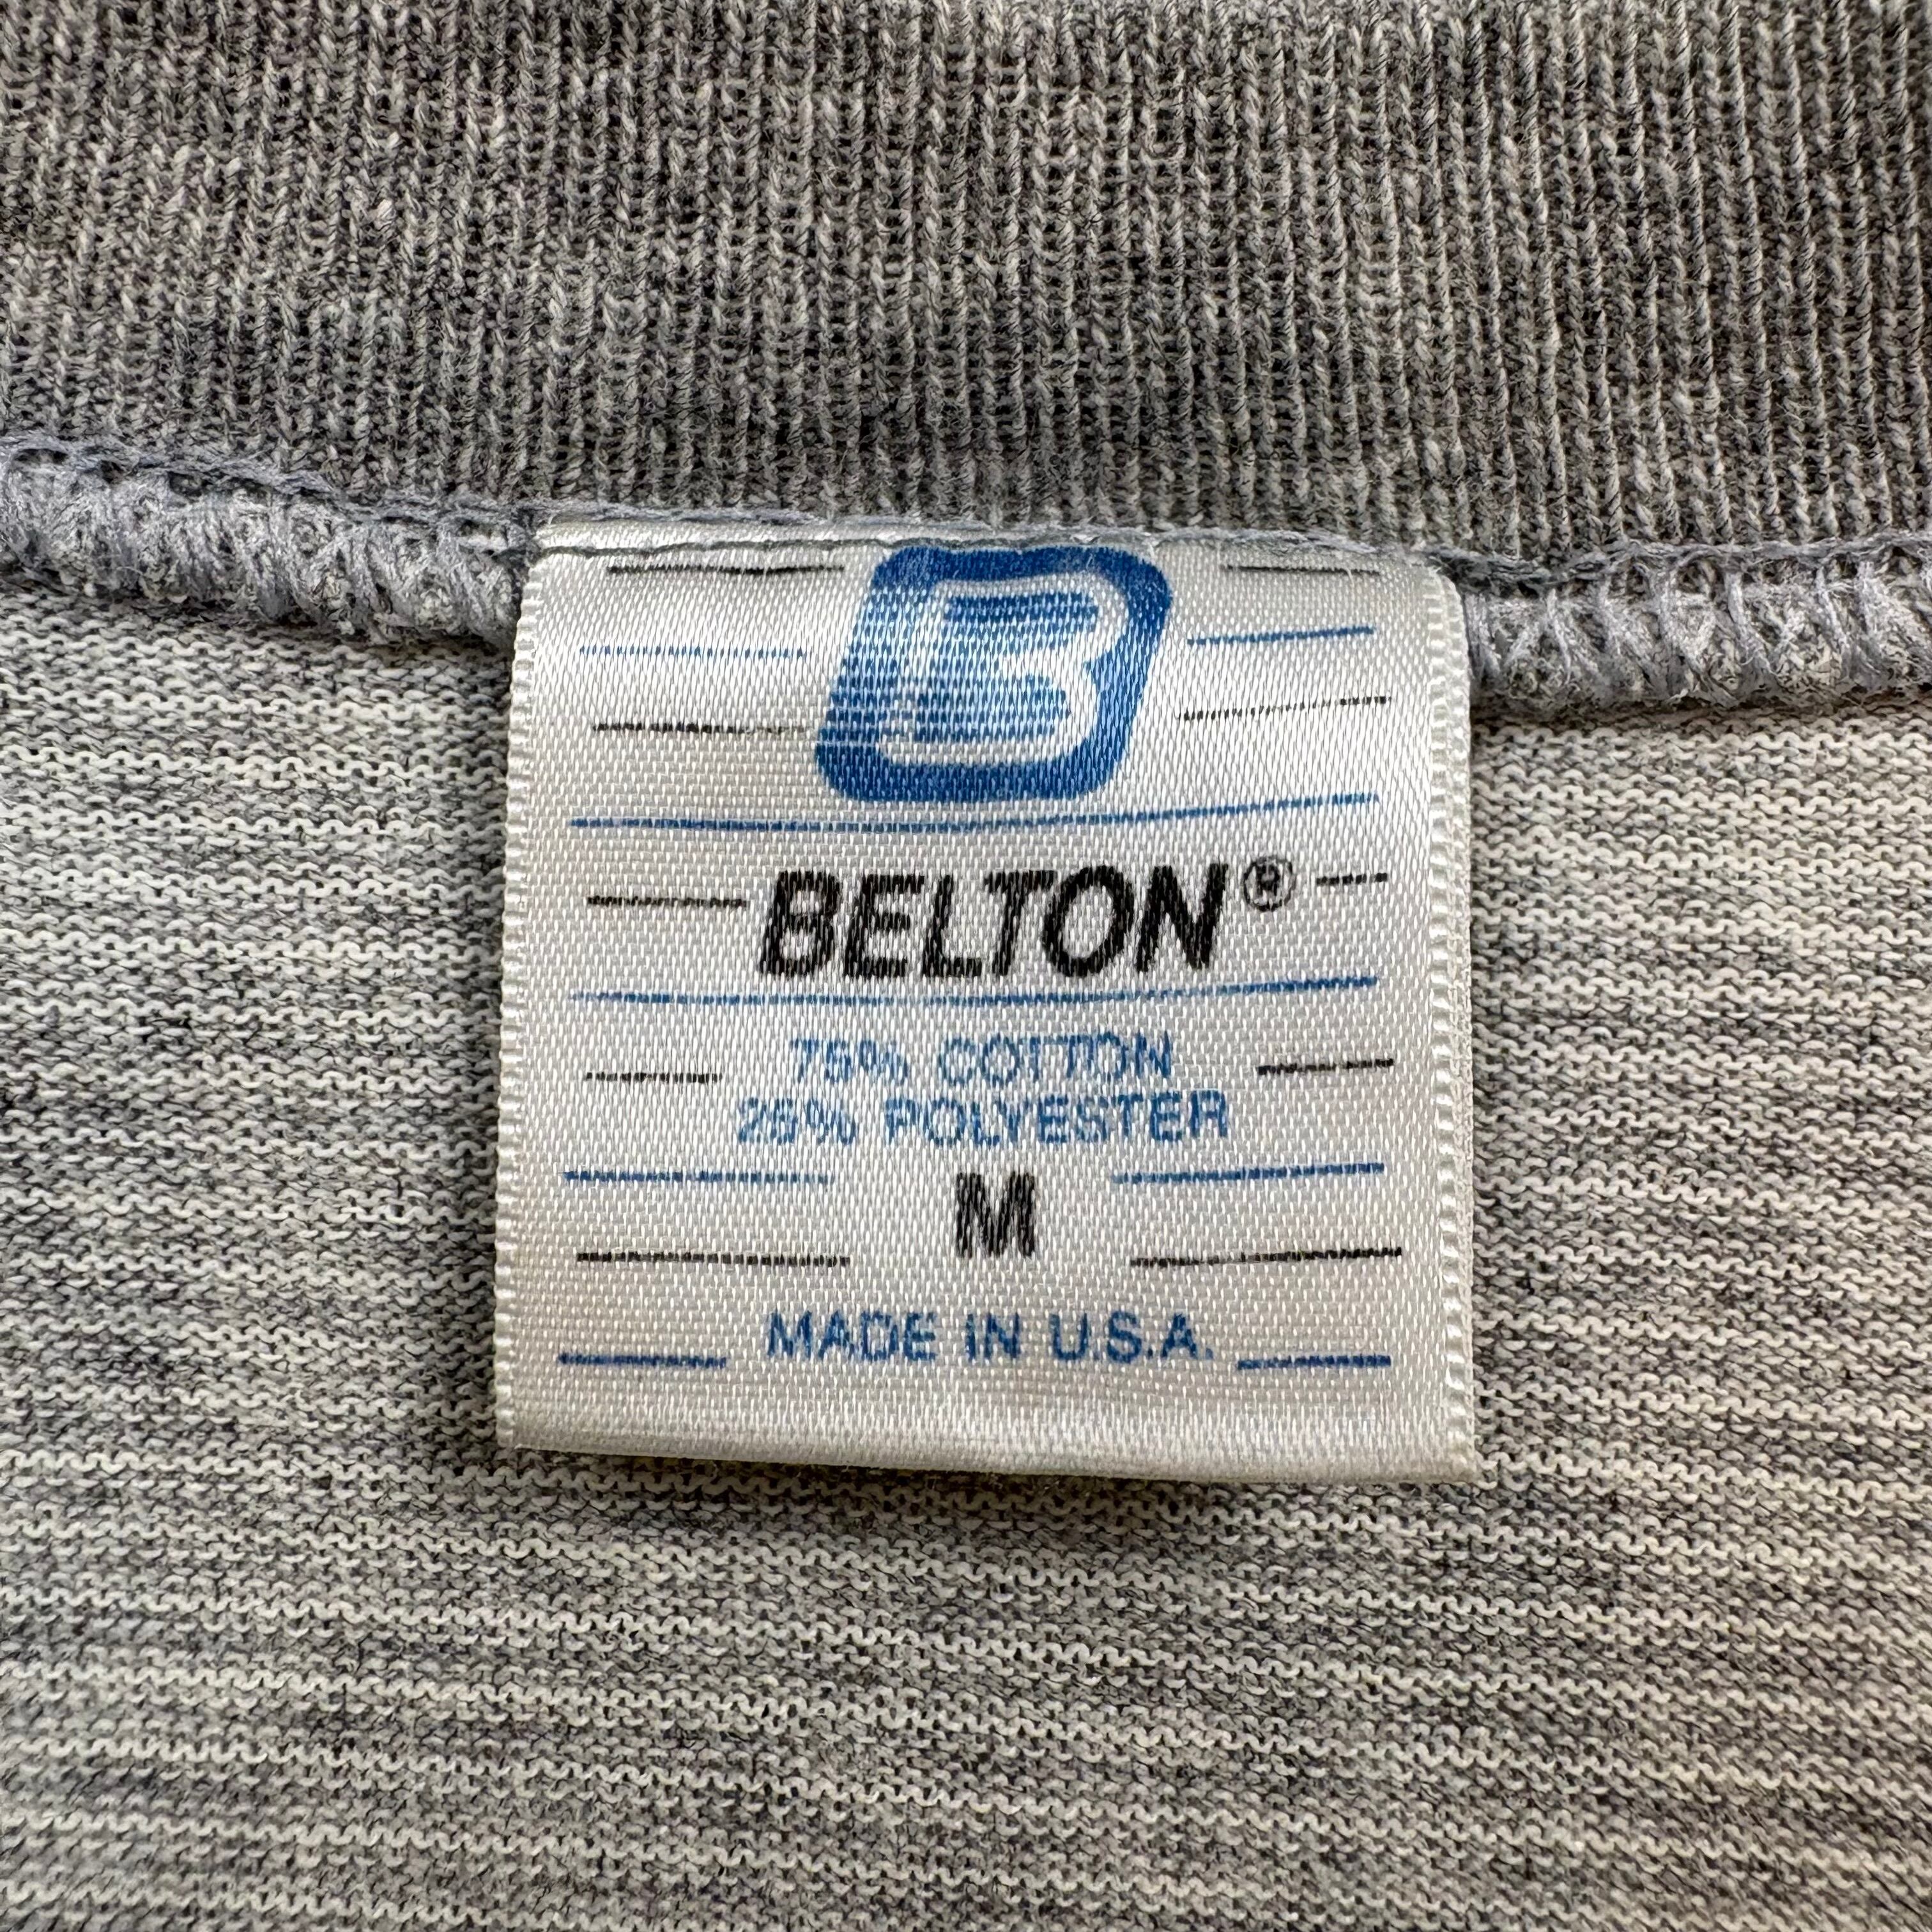 B
BELTON®
75% COTTON
25% POLYESTER
M
MADE IN U.S.A.